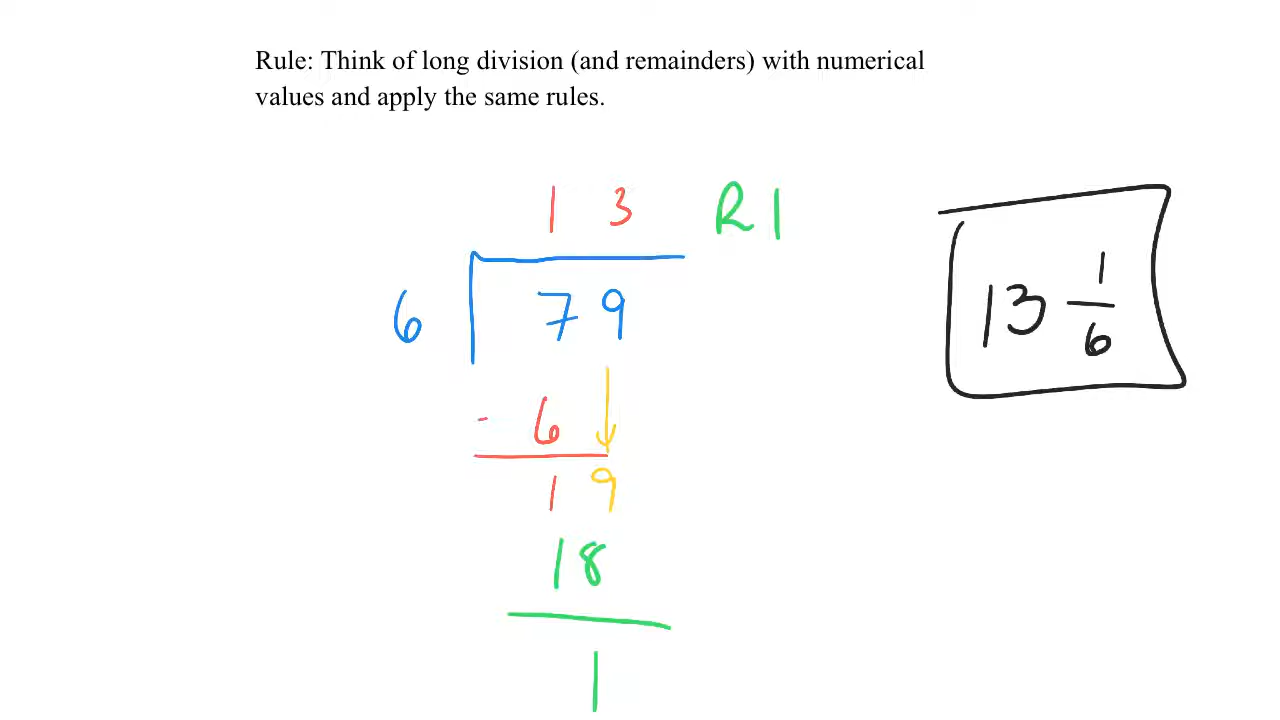 Rule: Think of long division (and remainders) with numerical
values and apply the same rules.
1 3 R1
6 79
- 6
1 9
18
1
13 1/6